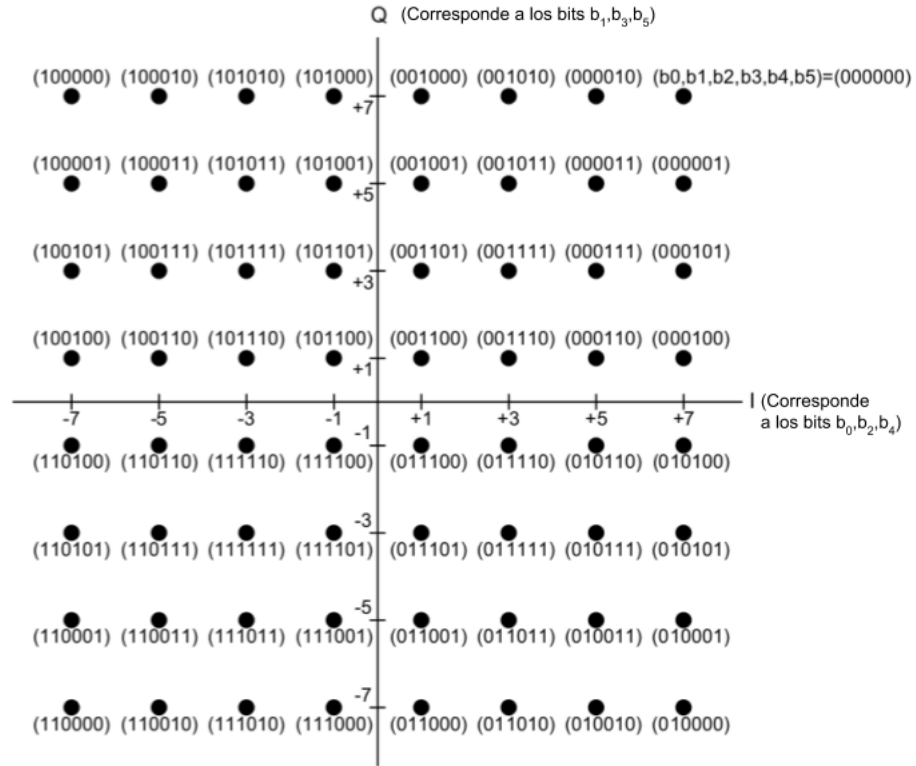 Q (Corresponde a los bits b1,b3,b5)
(100000) (100010) (101010) (101000) (001000) (001010) (000010) (b0,b1,b2,b3,b4,b5)=(000000)
+7
(100001) (100011) (101011) (101001) (001001) (001011) (000011) (000001)
+5
(100101) (100111) (101111) (101101) (001101) (001111) (000111) (000101)
+3
(100100) (100110) (101110) (101100) (001100) (001110) (000110) (000100)
+1
I (Corresponde
a los bits b0,b2,b4)
-7 -5 -3 -1 +1 +3 +5 +7
-1
(110100) (110110) (111110) (111100) (011100) (011110) (010110) (010100)
-3
(110101) (110111) (111111) (111101) (011101) (011111) (010111) (010101)
-5
(110001) (110011) (111011) (111001) (011001) (011011) (010011) (010001)
-7
(110000) (110010) (111010) (111000) (011000) (011010) (010010) (010000)